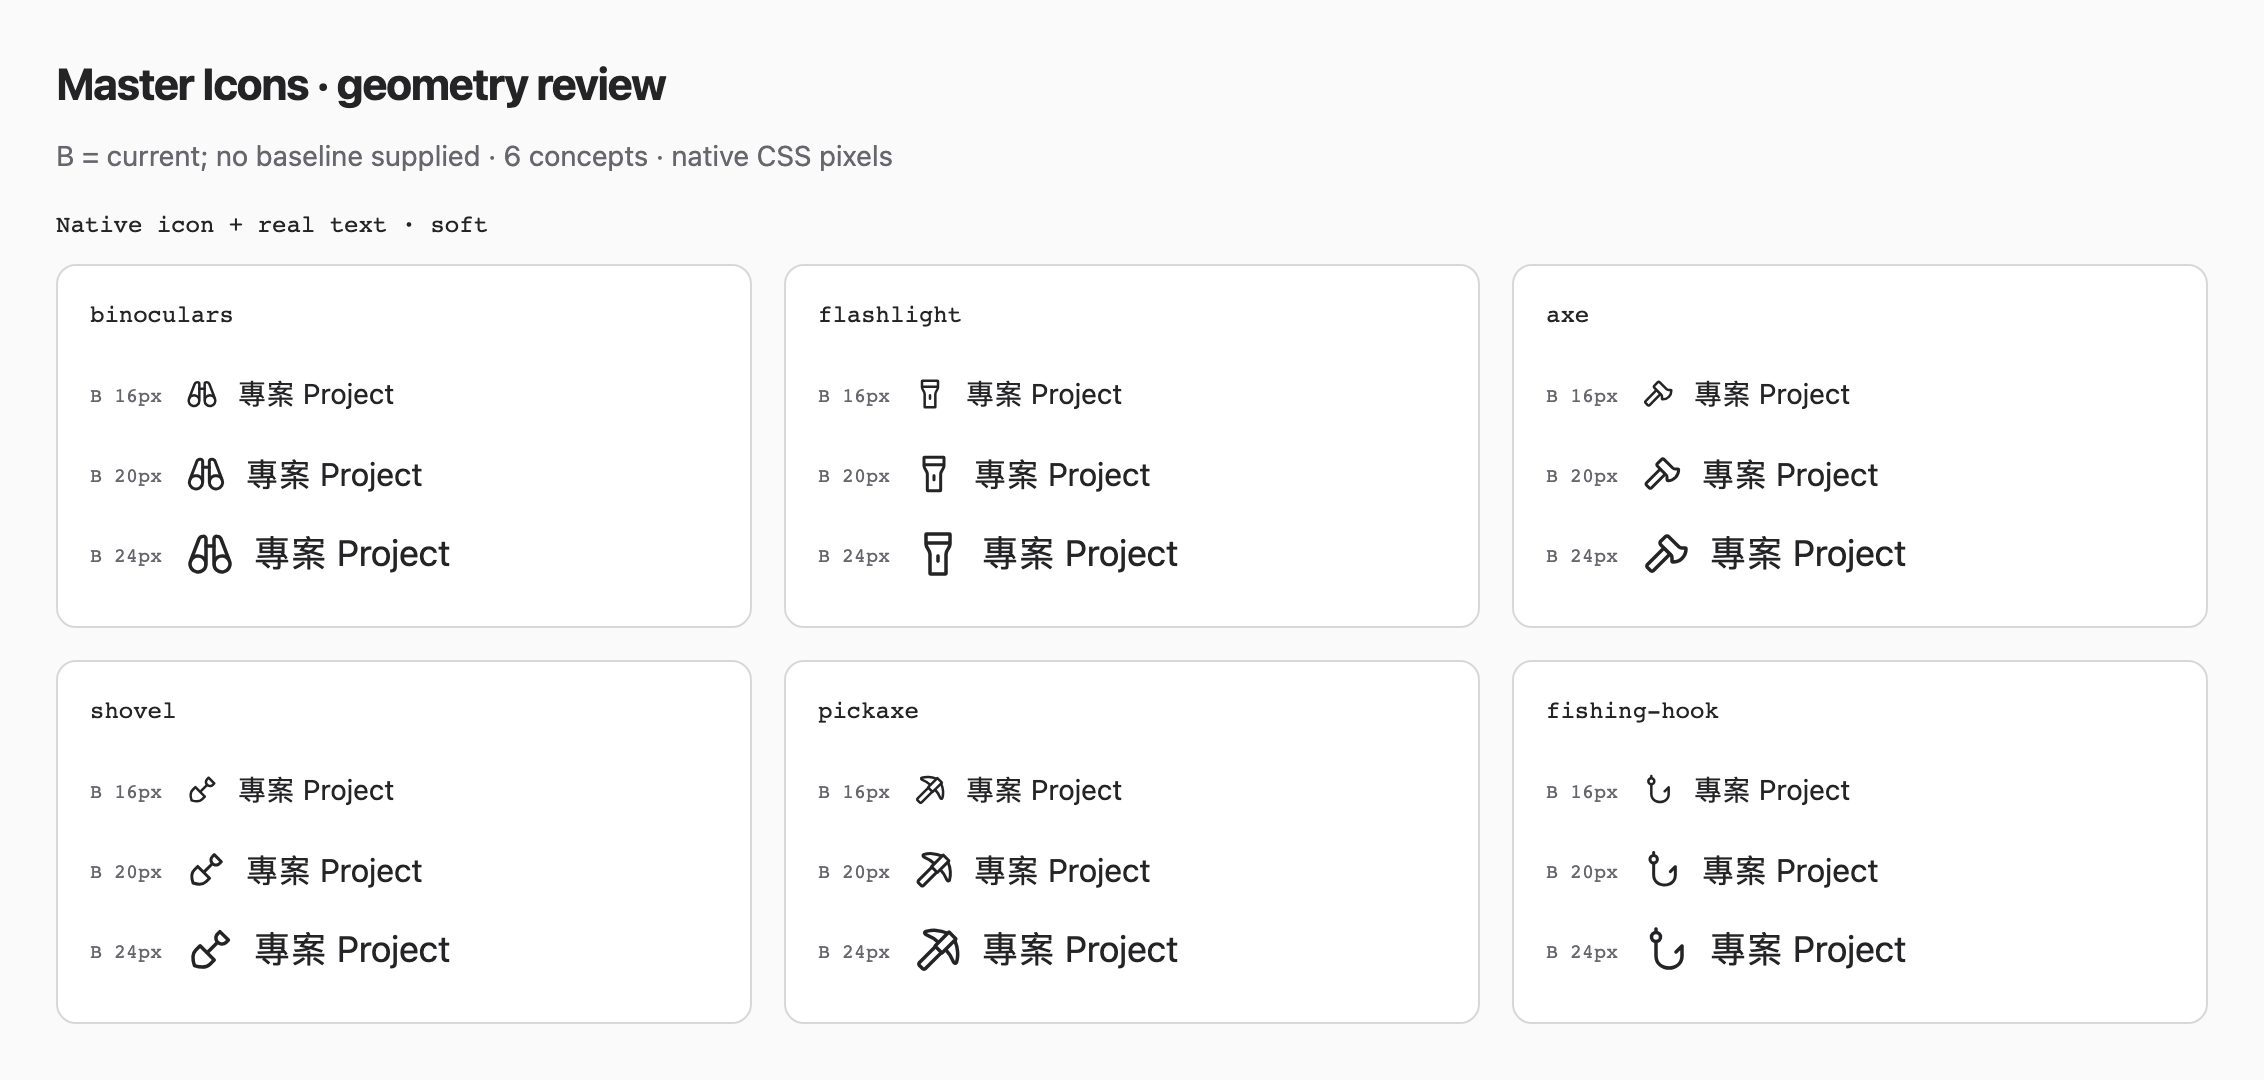 Master Icons · geometry review
B = current; no baseline supplied · 6 concepts · native CSS pixels
Native icon + real text · soft
binoculars
B 16px 專案 Project
B 20px 專案 Project
B 24px 專案 Project
flashlight
B 16px 專案 Project
B 20px 專案 Project
B 24px 專案 Project
axe
B 16px 專案 Project
B 20px 專案 Project
B 24px 專案 Project
shovel
B 16px 專案 Project
B 20px 專案 Project
B 24px 專案 Project
pickaxe
B 16px 專案 Project
B 20px 專案 Project
B 24px 專案 Project
fishing-hook
B 16px 專案 Project
B 20px 專案 Project
B 24px 專案 Project